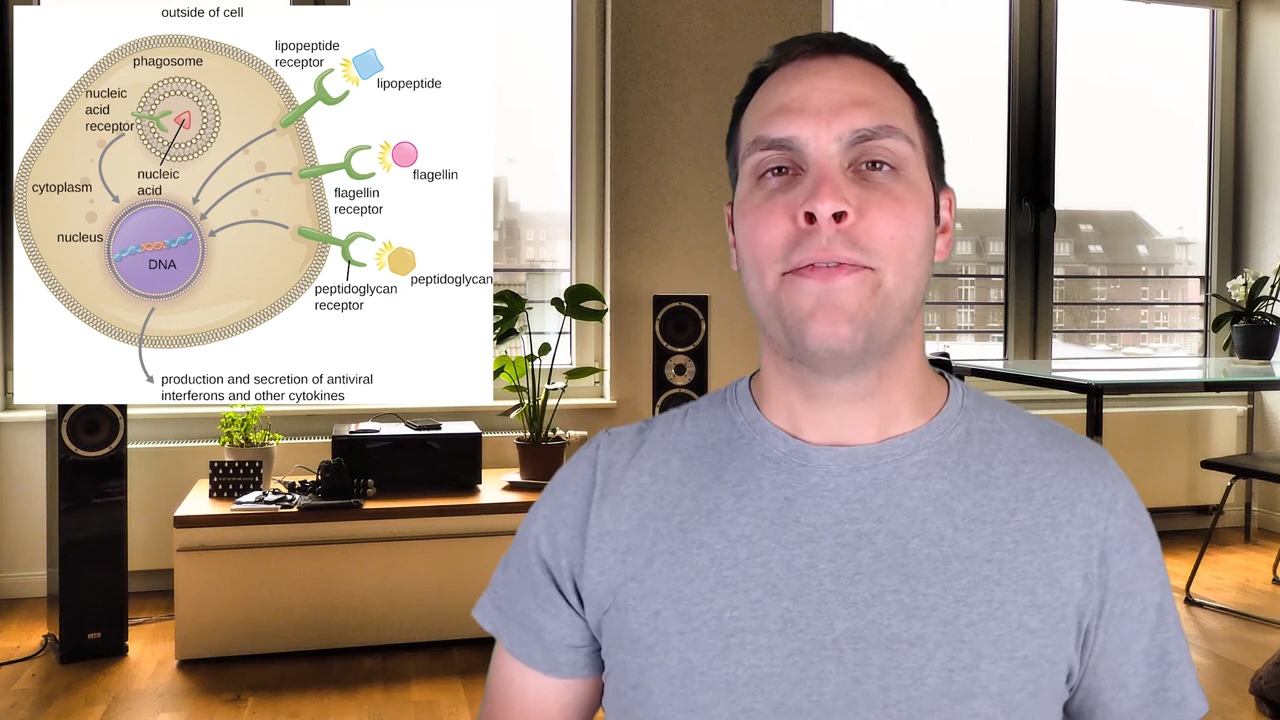 outside of cell
lipopeptide
receptor
phagosome
lipopeptide
nucleic
acid
receptor
flagellin
nucleic
acid
cytoplasm
flagellin
receptor
nucleus
DNA
peptidoglycan
peptidoglycan
receptor
production and secretion of antiviral
interferons and other cytokines
HECO